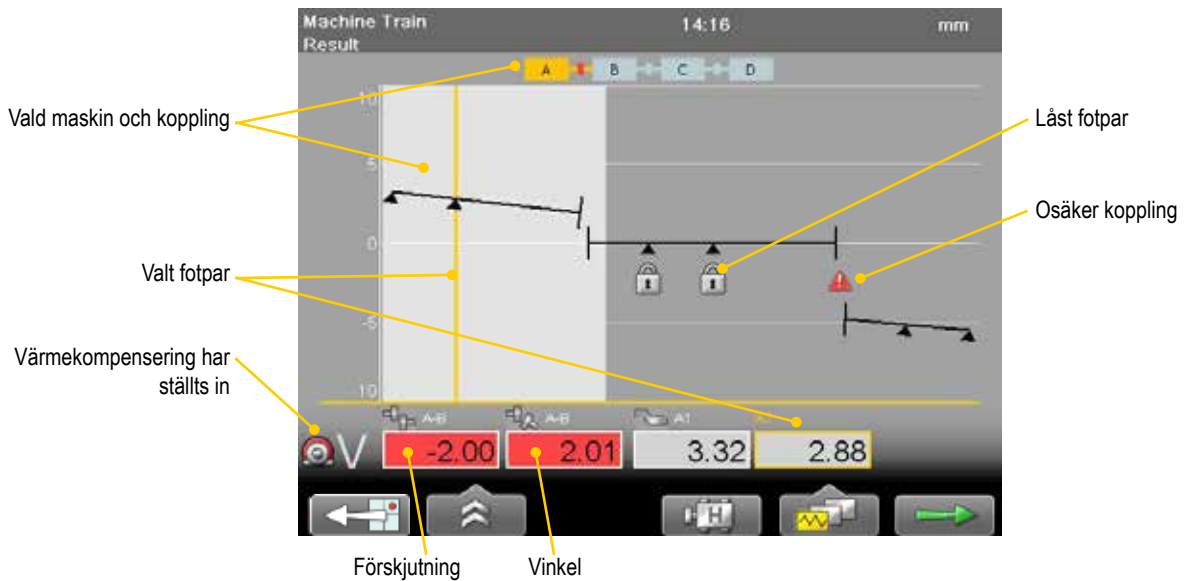 Machine Train 14:16 mm
Result
A B C D
10
5
0
-5
10
Vald maskin och koppling
Låst fotpar
Osäker koppling
Valt fotpar
Värmekompensering har
ställts in
A-B A-B A1
V -2.00 2.01 3.32 2.88
H
Förskjutning Vinkel